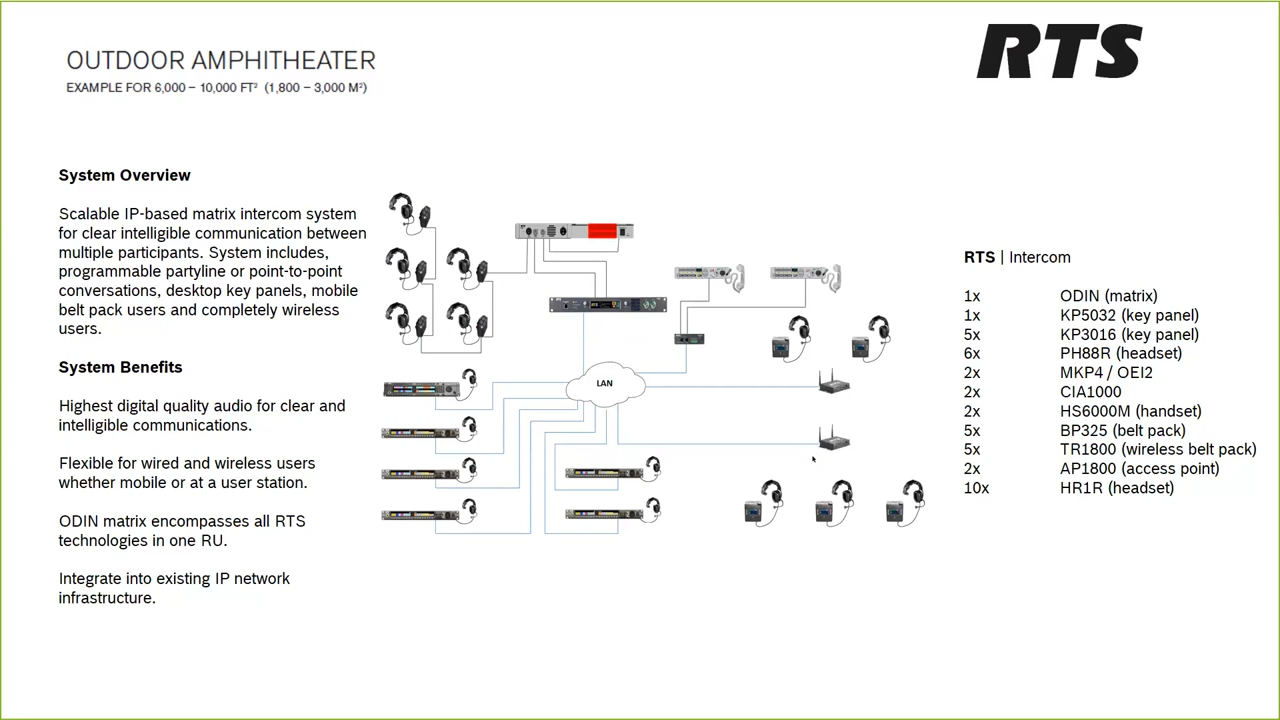 OUTDOOR AMPHITHEATER
EXAMPLE FOR 6,000 – 10,000 FT² (1,800 – 3,000 M²)
RTS
System Overview
Scalable IP-based matrix intercom system
for clear intelligible communication between
multiple participants. System includes,
programmable partyline or point-to-point
conversations, desktop key panels, mobile
belt pack users and completely wireless
users.
System Benefits
Highest digital quality audio for clear and
intelligible communications.
Flexible for wired and wireless users
whether mobile or at a user station.
ODIN matrix encompasses all RTS
technologies in one RU.
Integrate into existing IP network
infrastructure.
LAN
RTS | Intercom
1x ODIN (matrix)
1x KP5032 (key panel)
5x KP3016 (key panel)
6x PH88R (headset)
2x MKP4 / OEI2
2x CIA1000
2x HS6000M (handset)
5x BP325 (belt pack)
5x TR1800 (wireless belt pack)
2x AP1800 (access point)
10x HR1R (headset)